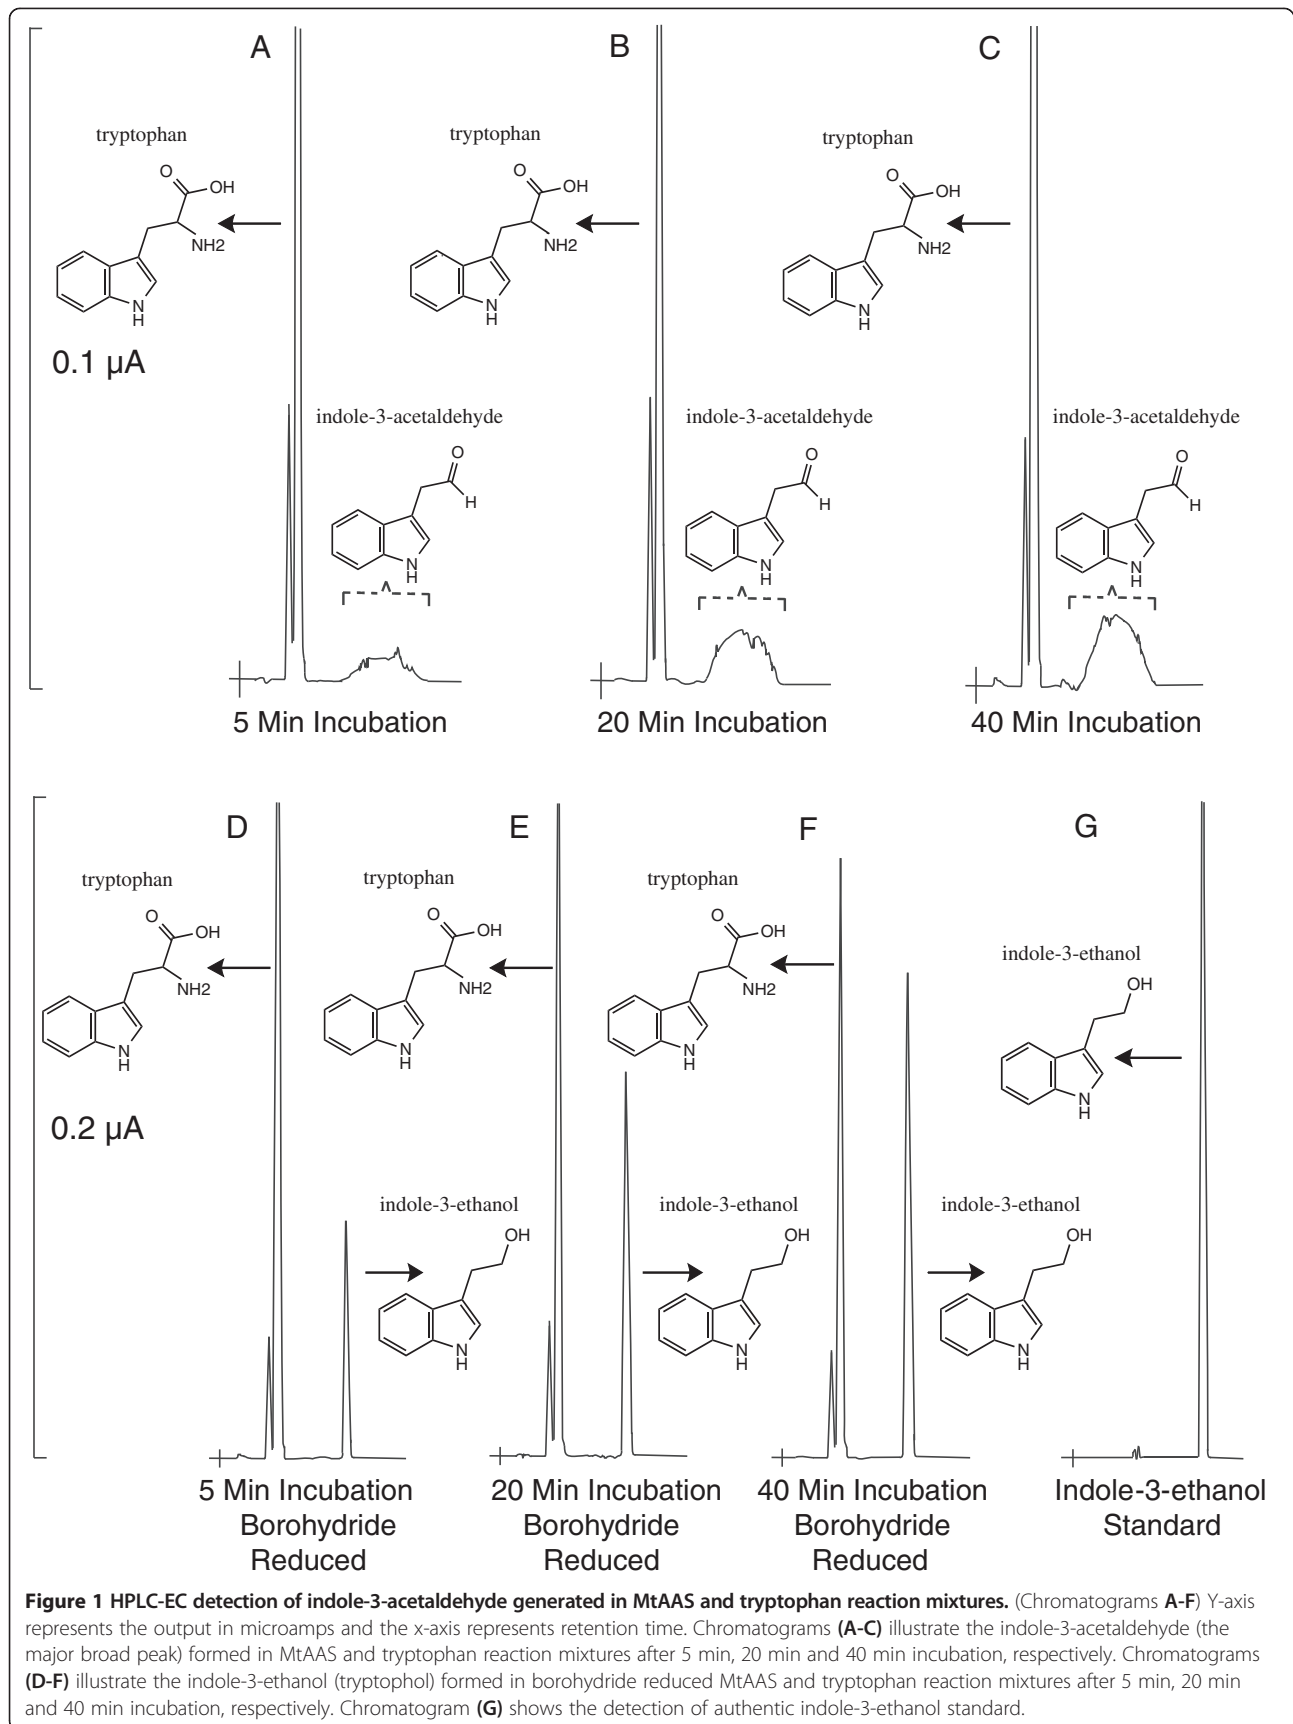 A
B
C
tryptophan
tryptophan
tryptophan
O
OH
NH2
N
H
O
OH
NH2
N
H
O
OH
NH2
N
H
0.1 µA
indole-3-acetaldehyde
indole-3-acetaldehyde
indole-3-acetaldehyde
O
H
N
H
O
H
N
H
O
H
N
H
5 Min Incubation
20 Min Incubation
40 Min Incubation
D
E
F
G
tryptophan
tryptophan
tryptophan
O
OH
NH2
N
H
O
OH
NH2
N
H
O
OH
NH2
N
H
indole-3-ethanol
OH
N
H
0.2 µA
indole-3-ethanol
indole-3-ethanol
indole-3-ethanol
OH
N
H
OH
N
H
OH
N
H
5 Min Incubation
Borohydride
Reduced
20 Min Incubation
Borohydride
Reduced
40 Min Incubation
Borohydride
Reduced
Indole-3-ethanol
Standard
Figure 1 HPLC-EC detection of indole-3-acetaldehyde generated in MtAAS and tryptophan reaction mixtures. (Chromatograms A-F) Y-axis
represents the output in microamps and the x-axis represents retention time. Chromatograms (A-C) illustrate the indole-3-acetaldehyde (the
major broad peak) formed in MtAAS and tryptophan reaction mixtures after 5 min, 20 min and 40 min incubation, respectively. Chromatograms
(D-F) illustrate the indole-3-ethanol (tryptophol) formed in borohydride reduced MtAAS and tryptophan reaction mixtures after 5 min, 20 min
and 40 min incubation, respectively. Chromatogram (G) shows the detection of authentic indole-3-ethanol standard.